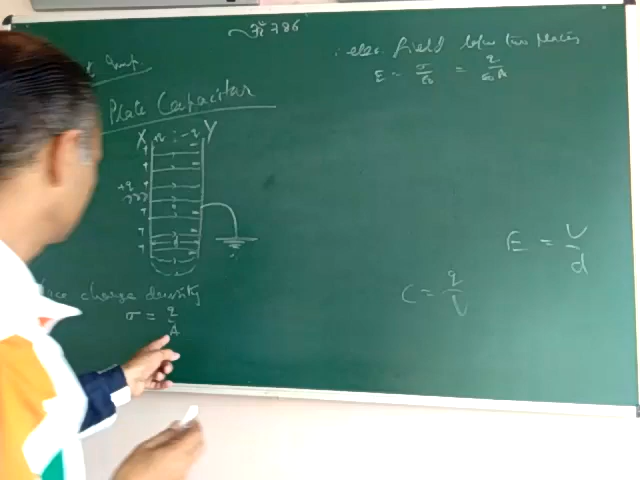 786
Plate Capacitor
X +q : -q Y
+q
charge density
σ = q/A
elec. field b/w two plates
E = σ/ε₀ = q/ε₀A
E = V/d
C = q/V